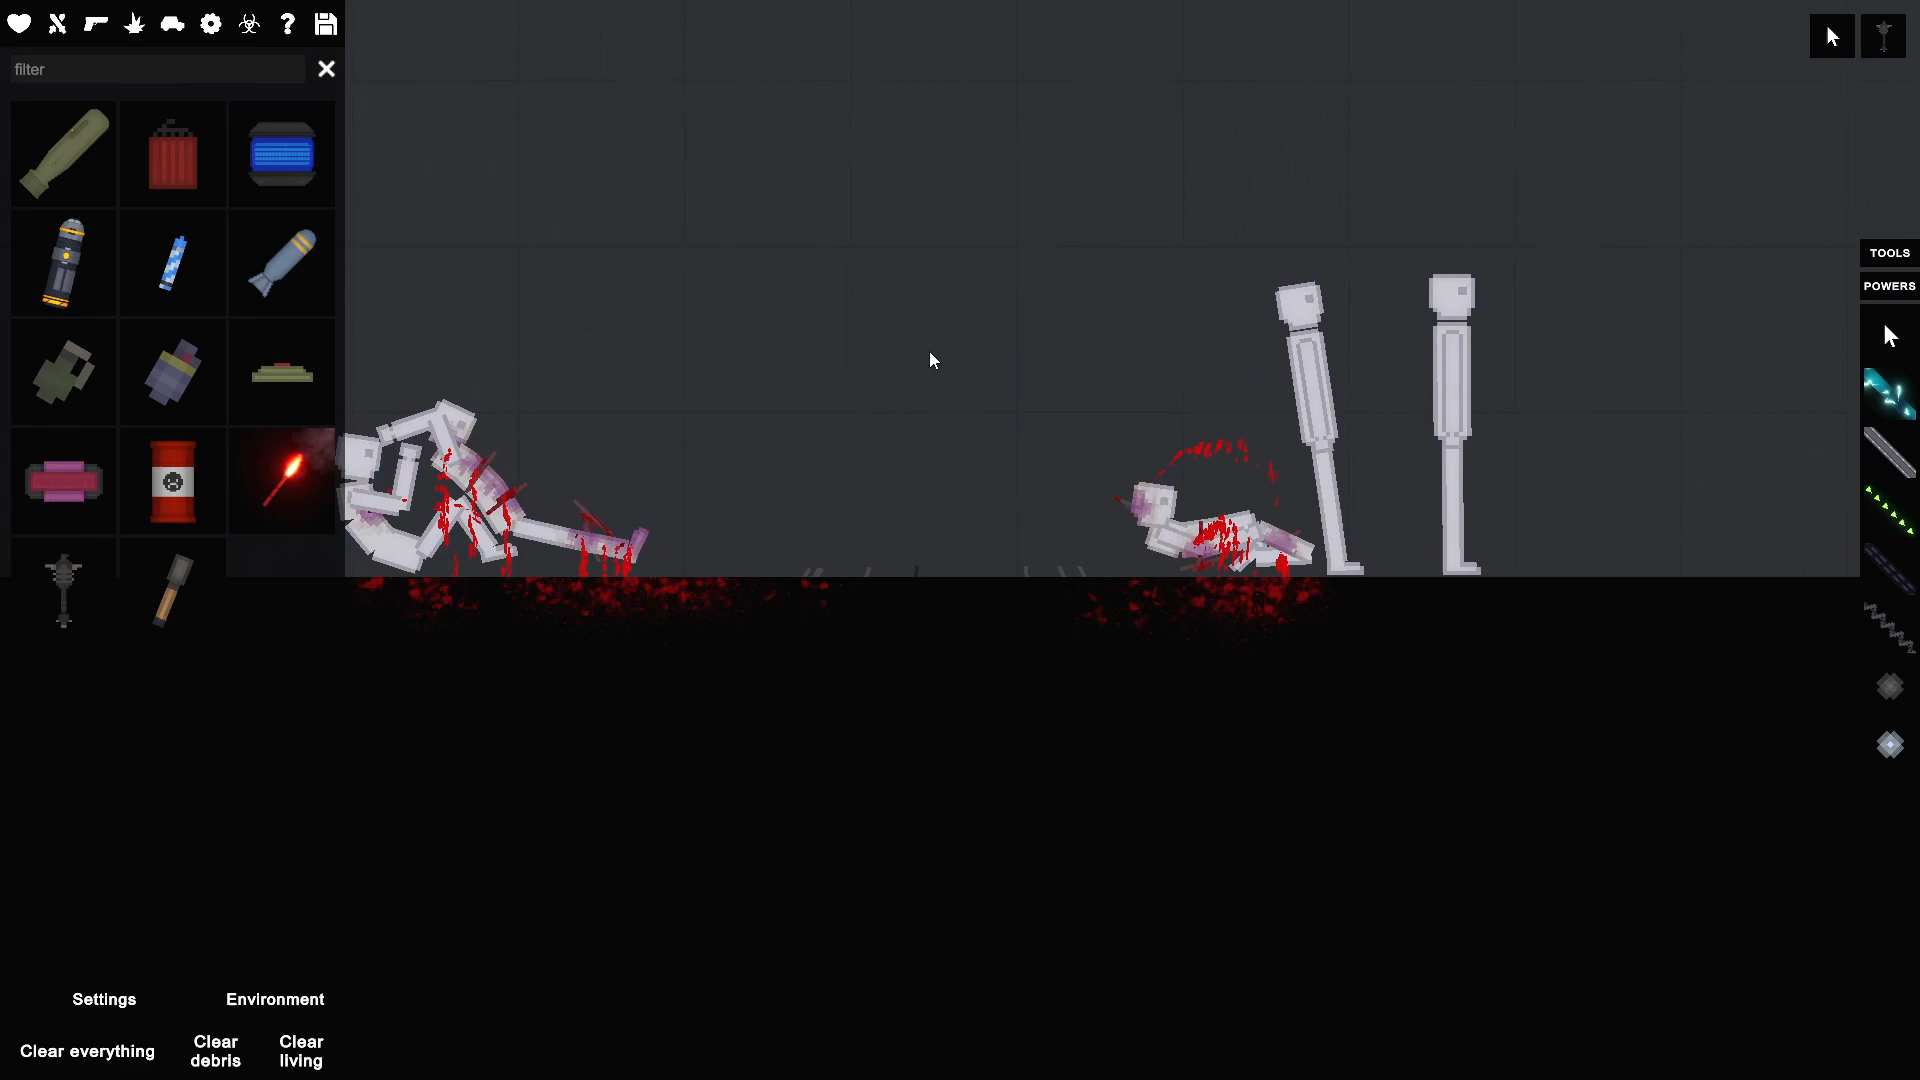 filter
TOOLS
POWERS
Settings
Environment
Clear everything
Clear
debris
Clear
living